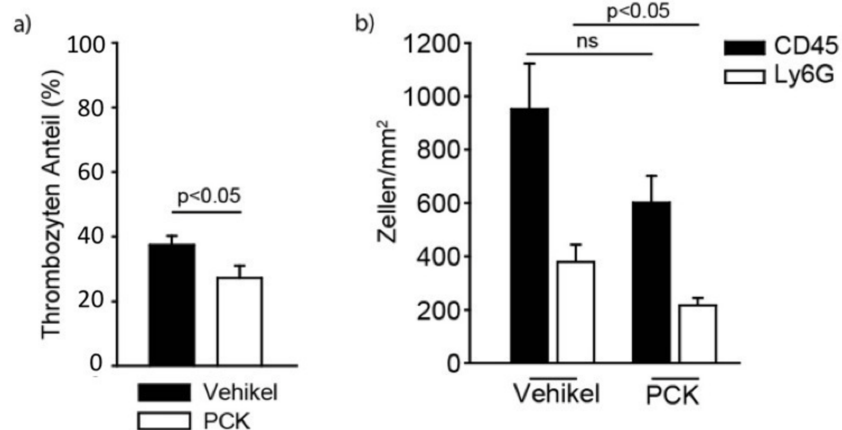 a)
Thrombozyten Anteil (%)
100
80
60
40
20
0
p<0.05
Vehikel
PCK
b)
Zellen/mm²
1200
1000
800
600
400
200
0
p<0.05
ns
CD45
Ly6G
Vehikel
PCK